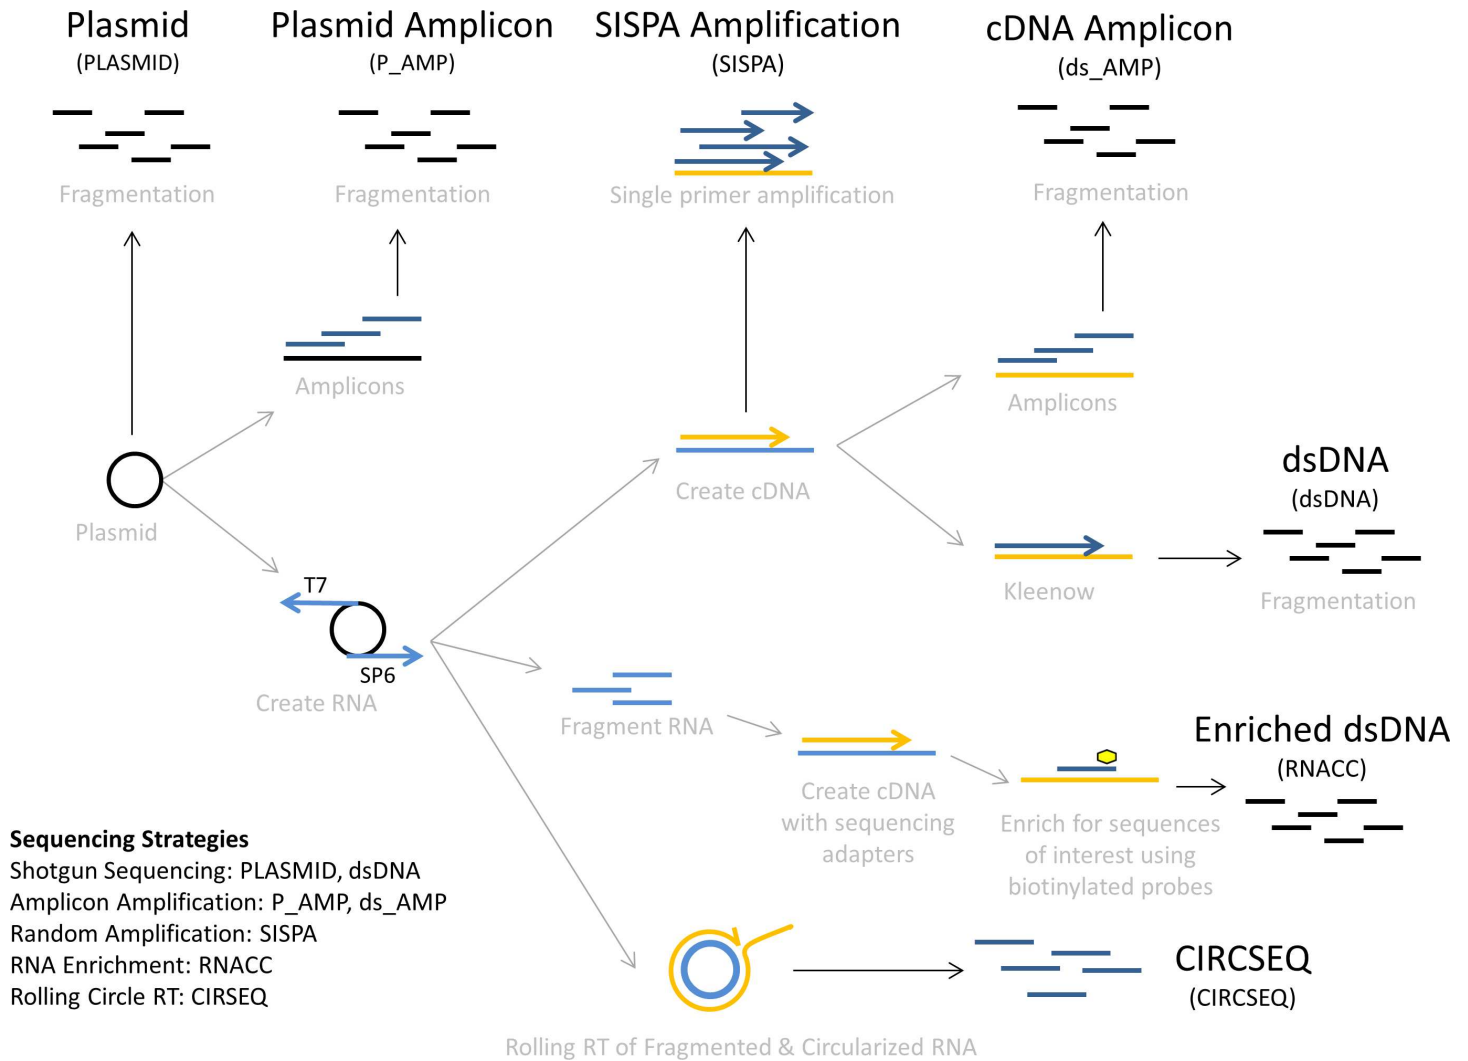 Plasmid
(PLASMID)
Plasmid Amplicon
(P_AMP)
SISPA Amplification
(SISPA)
cDNA Amplicon
(ds_AMP)
Fragmentation
Fragmentation
Single primer amplification
Fragmentation
Amplicons
Amplicons
Plasmid
Create cDNA
dsDNA
(dsDNA)
Kleenow
Fragmentation
T7
SP6
Create RNA
Fragment RNA
Create cDNA
with sequencing
adapters
Enrich for sequences
of interest using
biotinylated probes
Enriched dsDNA
(RNACC)
Sequencing Strategies
Shotgun Sequencing: PLASMID, dsDNA
Amplicon Amplification: P_AMP, ds_AMP
Random Amplification: SISPA
RNA Enrichment: RNACC
Rolling Circle RT: CIRSEQ
CIRCSEQ
(CIRCSEQ)
Rolling RT of Fragmented & Circularized RNA